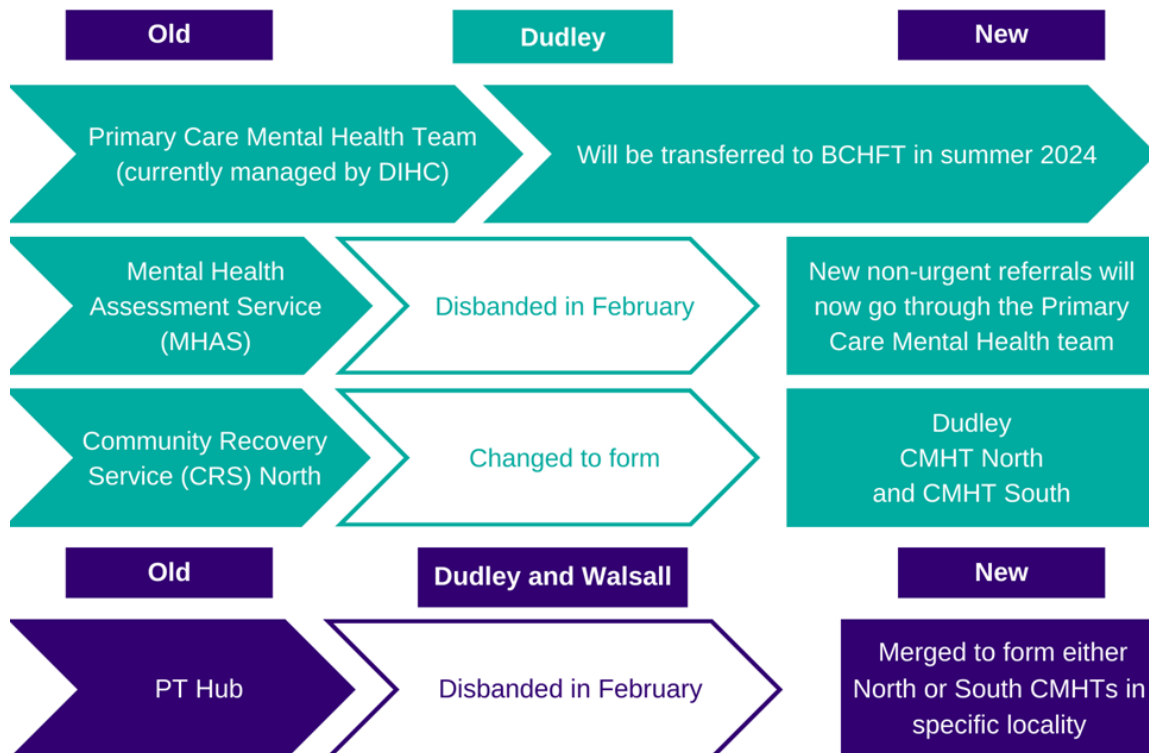 Old
Dudley
New
Primary Care Mental Health Team
(currently managed by DIHC)
Will be transferred to BCHFT in summer 2024
Mental Health
Assessment Service
(MHAS)
Disbanded in February
New non-urgent referrals will
now go through the Primary
Care Mental Health team
Community Recovery
Service (CRS) North
Changed to form
Dudley
CMHT North
and CMHT South
Old
Dudley and Walsall
New
PT Hub
Disbanded in February
Merged to form either
North or South CMHTs in
specific locality